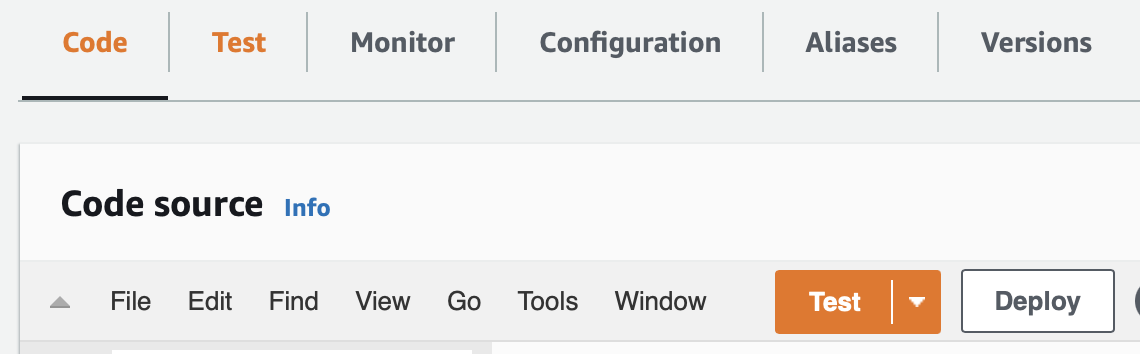 Code Test Monitor Configuration Aliases Versions
Code source Info
File Edit Find View Go Tools Window Test Deploy